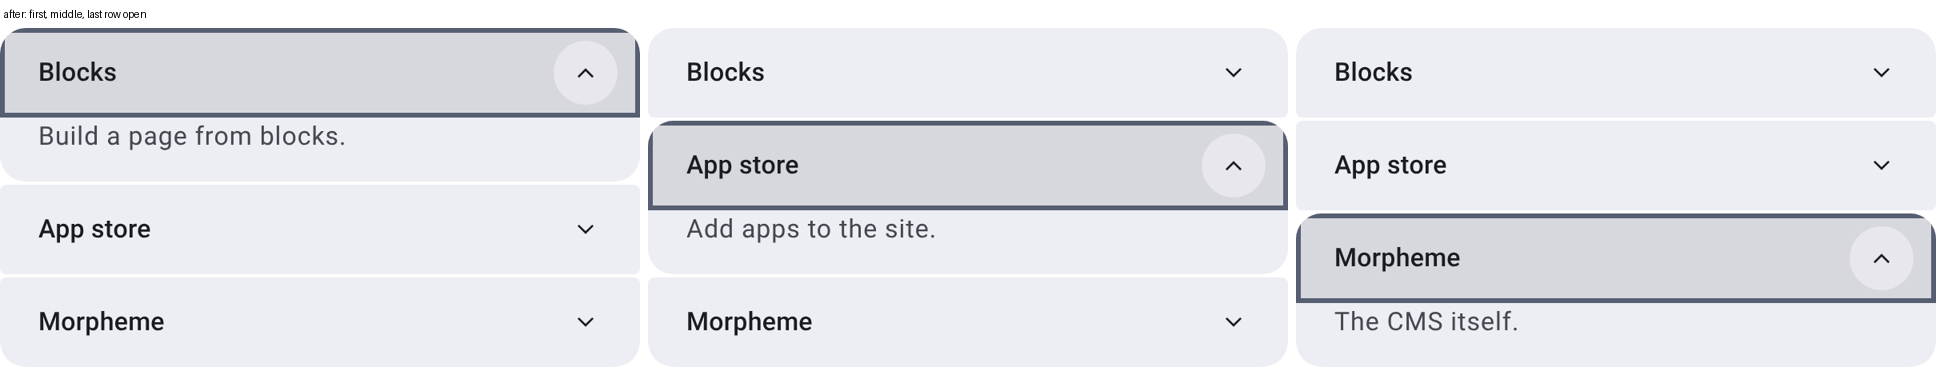 after: first, middle, last row open
Blocks
Build a page from blocks.
App store
Morpheme
Blocks
App store
Add apps to the site.
Morpheme
Blocks
App store
Morpheme
The CMS itself.